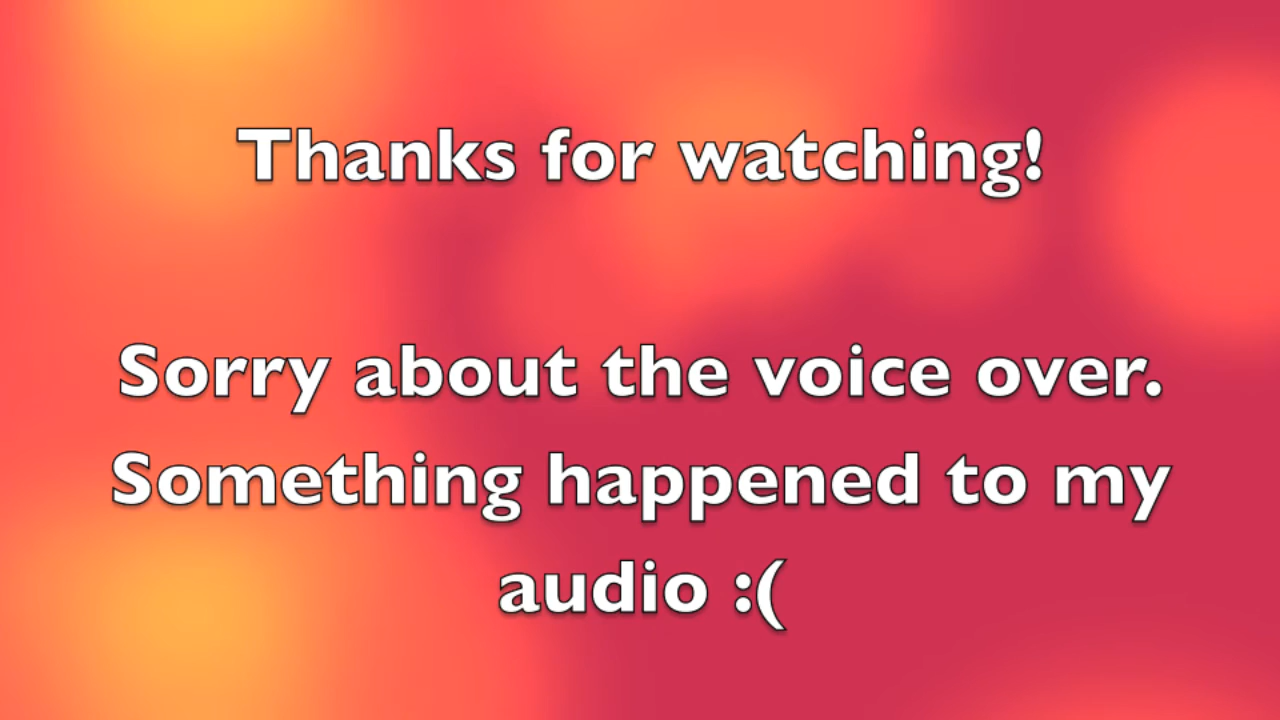 Thanks for watching!
Sorry about the voice over.
Something happened to my
audio :(